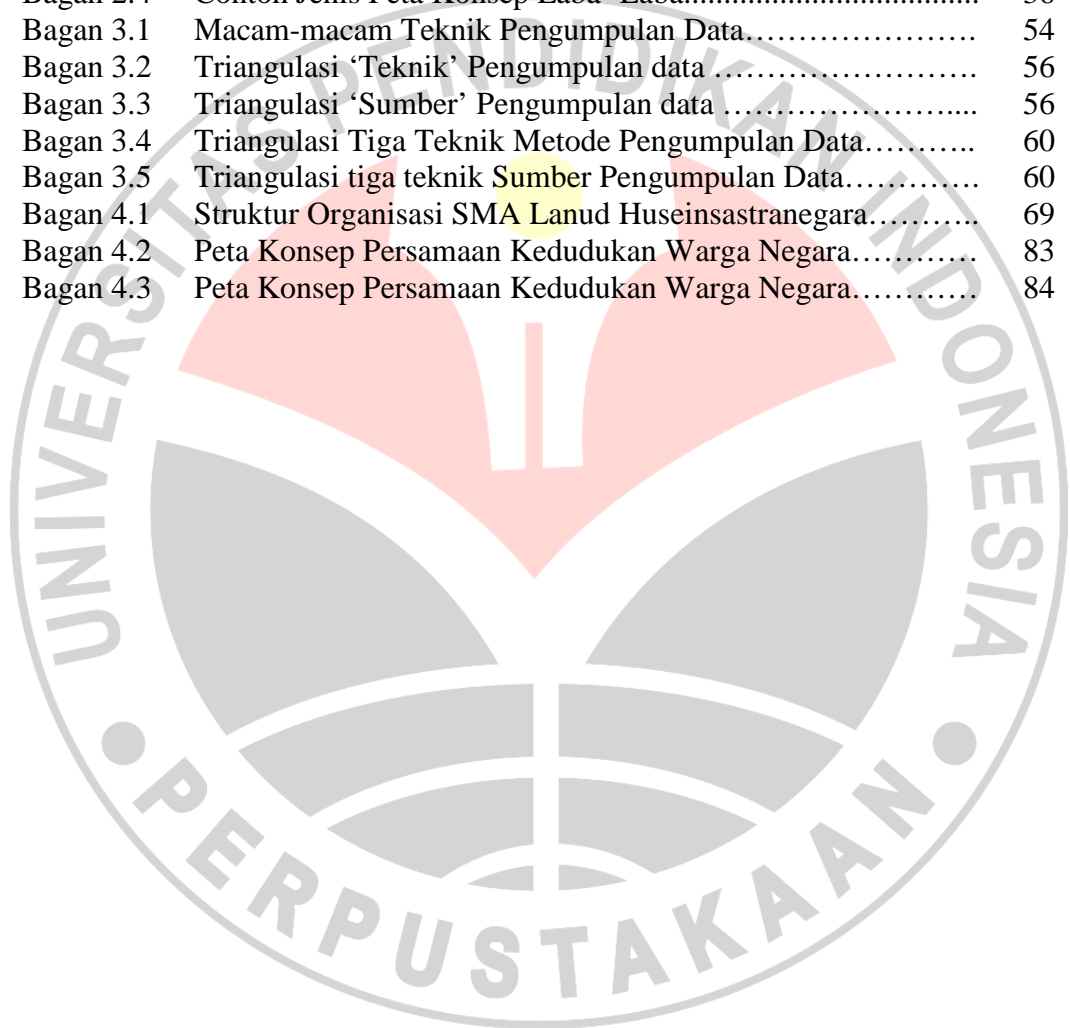 Bagan 3.1 Macam-macam Teknik Pengumpulan Data…………………. 54
Bagan 3.2 Triangulasi ‘Teknik’ Pengumpulan data ……………………. 56
Bagan 3.3 Triangulasi ‘Sumber’ Pengumpulan data………………….... 56
Bagan 3.4 Triangulasi Tiga Teknik Metode Pengumpulan Data……….. 60
Bagan 3.5 Triangulasi tiga teknik Sumber Pengumpulan Data…………. 60
Bagan 4.1 Struktur Organisasi SMA Lanud Huseinsastranegara……….. 69
Bagan 4.2 Peta Konsep Persamaan Kedudukan Warga Negara………… 83
Bagan 4.3 Peta Konsep Persamaan Kedudukan Warga Negara………… 84
UNIVERSITAS PENDIDIKAN INDONESIA
PERPUSTAKAAN